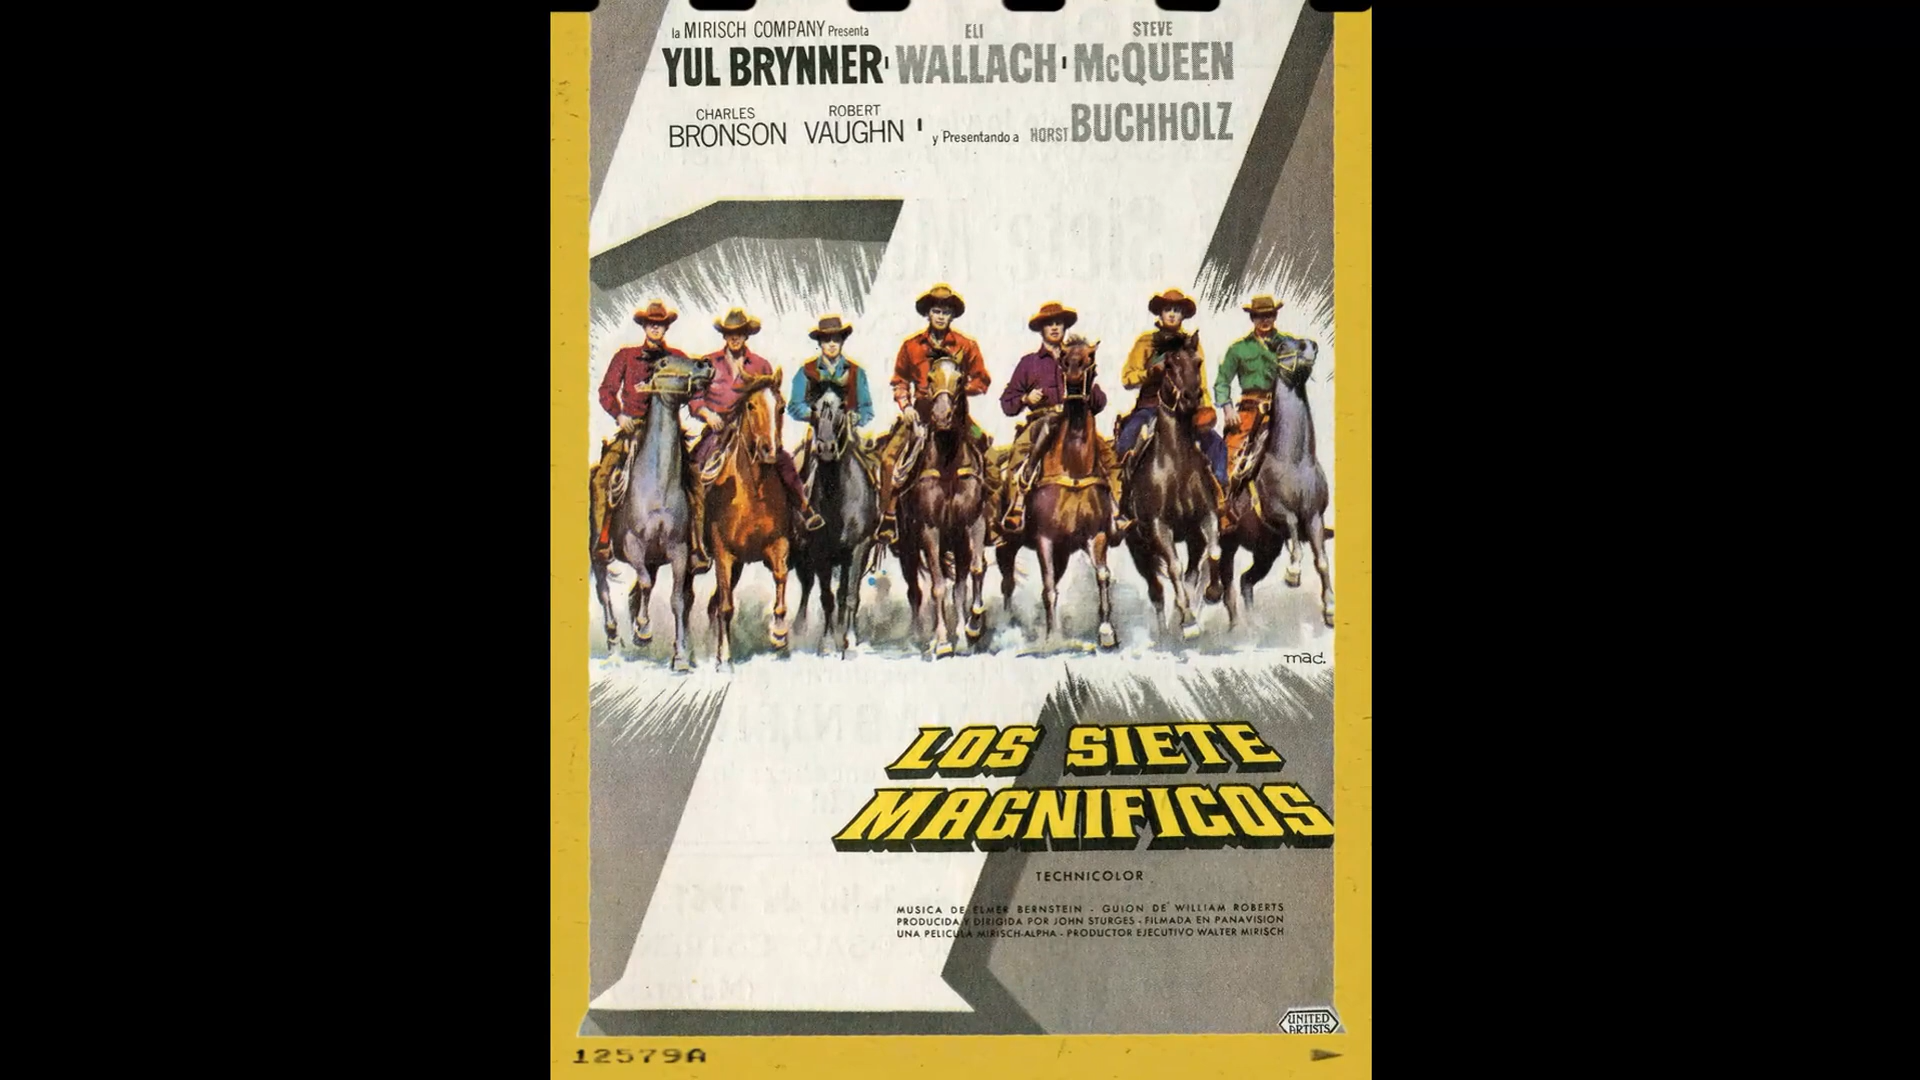 la MIRISCH COMPANY Presenta
YUL BRYNNER ELI WALLACH STEVE McQUEEN
CHARLES BRONSON ROBERT VAUGHN y Presentando a HORST BUCHHOLZ
mac.
LOS SIETE
MAGNIFICOS
TECHNICOLOR
MUSICA DE ELMER BERNSTEIN - GUION DE WILLIAM ROBERTS
PRODUCIDA Y DIRIGIDA POR JOHN STURGES - FILMADA EN PANAVISION
UNA PELICULA MIRISCH-ALPHA - PRODUCTOR EJECUTIVO WALTER MIRISCH
UNITED
ARTISTS
12579A